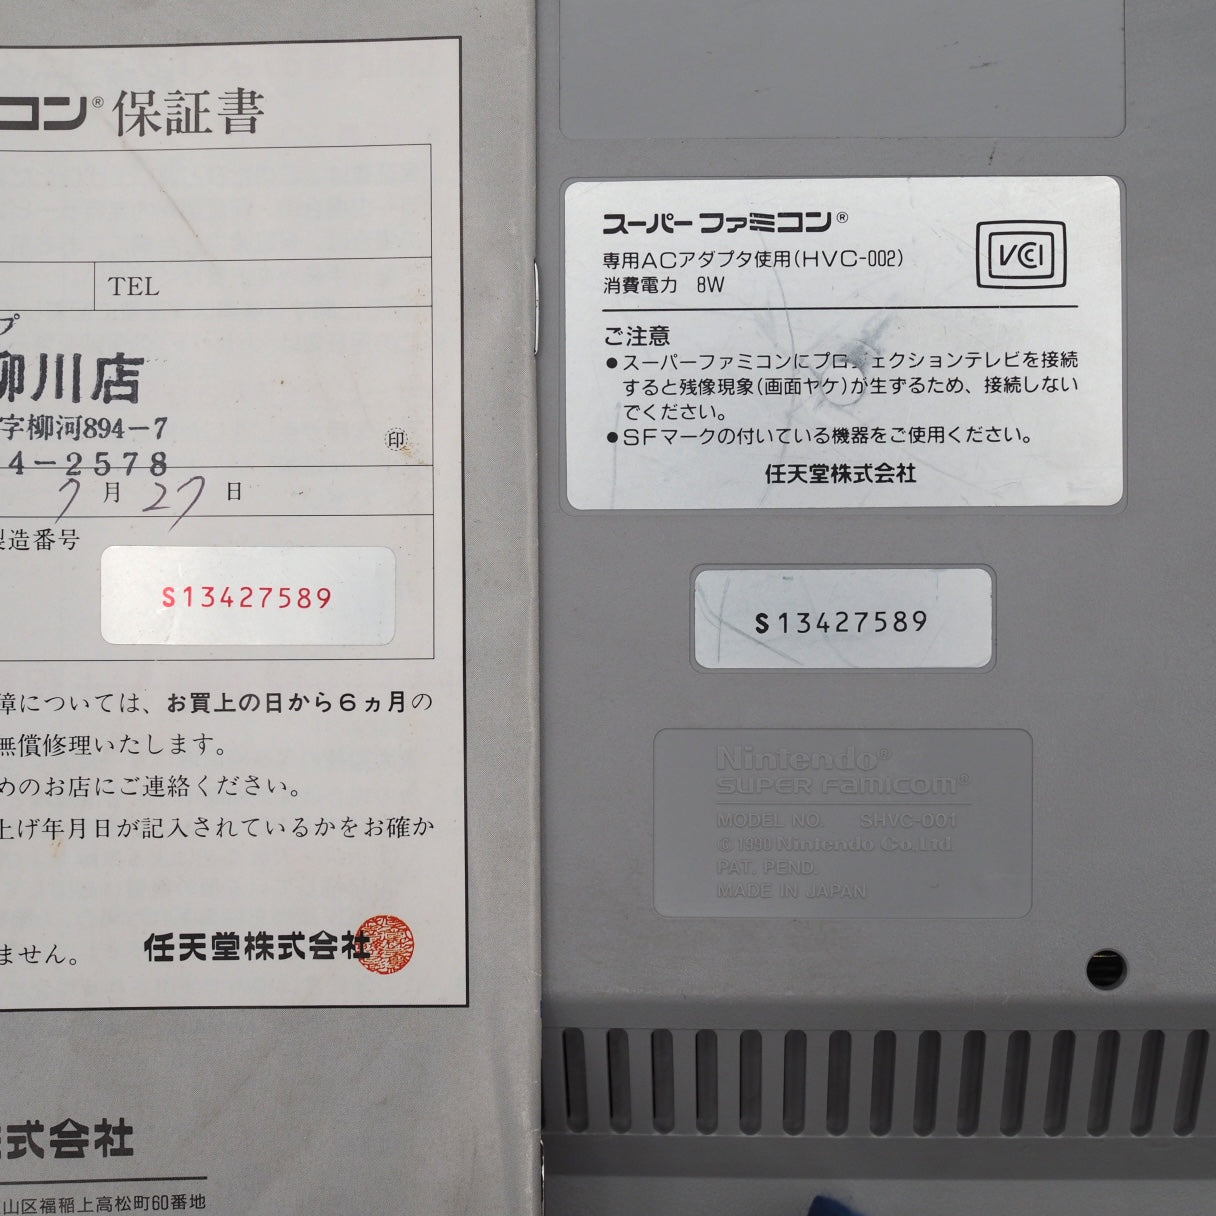 コン®保証書
TEL
プ
柳川店
字柳河894-7
印
4-2578
7月27日
製造番号
S13427589
障については、お買上の日から6ヵ月の
無償修理いたします。
めのお店にご連絡ください。
上げ年月日が記入されているかをお確か
ません。
任天堂株式会社
株式会社
山区福稲上高松町60番地
スーパーファミコン®
専用ACアダプタ使用(HVC-002)
消費電力 8W
VCCI
ご注意
●スーパーファミコンにプロジェクションテレビを接続
すると残像現象(画面ヤケ)が生ずるため、接続しない
でください。
●SFマークの付いている機器をご使用ください。
任天堂株式会社
S13427589
Nintendo®
SUPER Famicom®
MODEL NO. SHVC-001
© 1990 Nintendo Co., Ltd.
PAT. PEND.
MADE IN JAPAN